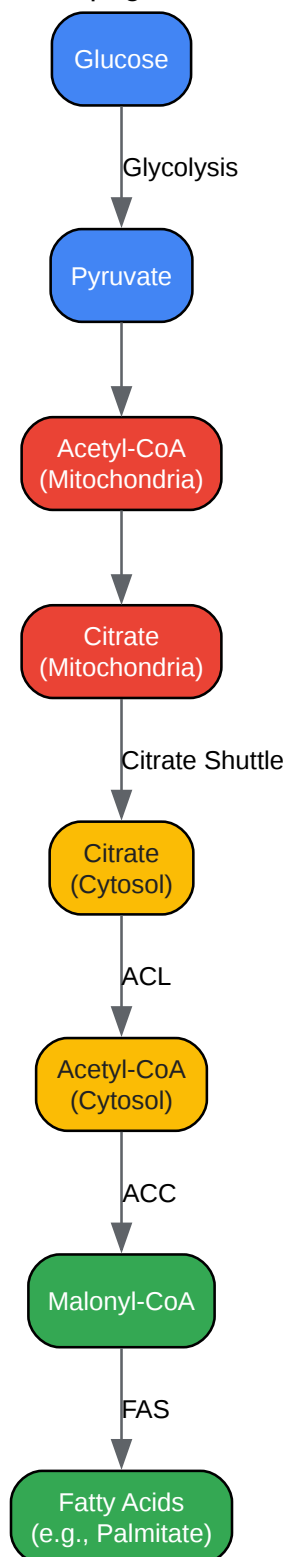 Glucose
Glycolysis
Pyruvate
Acetyl-CoA
(Mitochondria)
Citrate
(Mitochondria)
Citrate Shuttle
Citrate
(Cytosol)
ACL
Acetyl-CoA
(Cytosol)
ACC
Malonyl-CoA
FAS
Fatty Acids
(e.g., Palmitate)